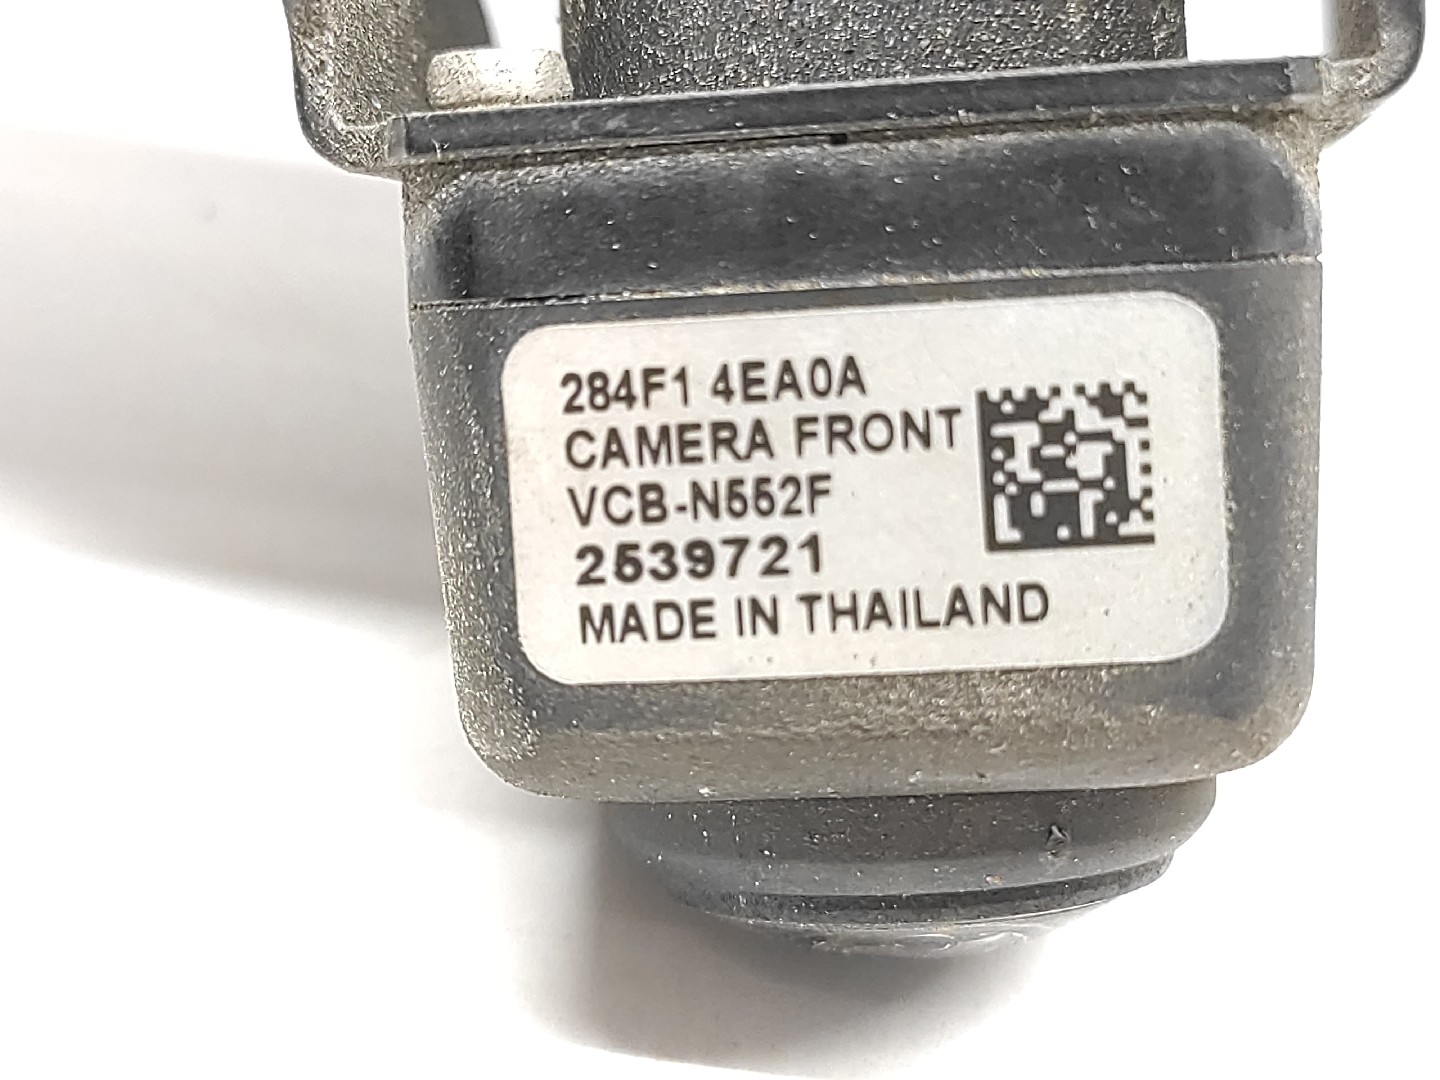 284F1 4EA0A
CAMERA FRONT
VCB-N552F
2539721
MADE IN THAILAND